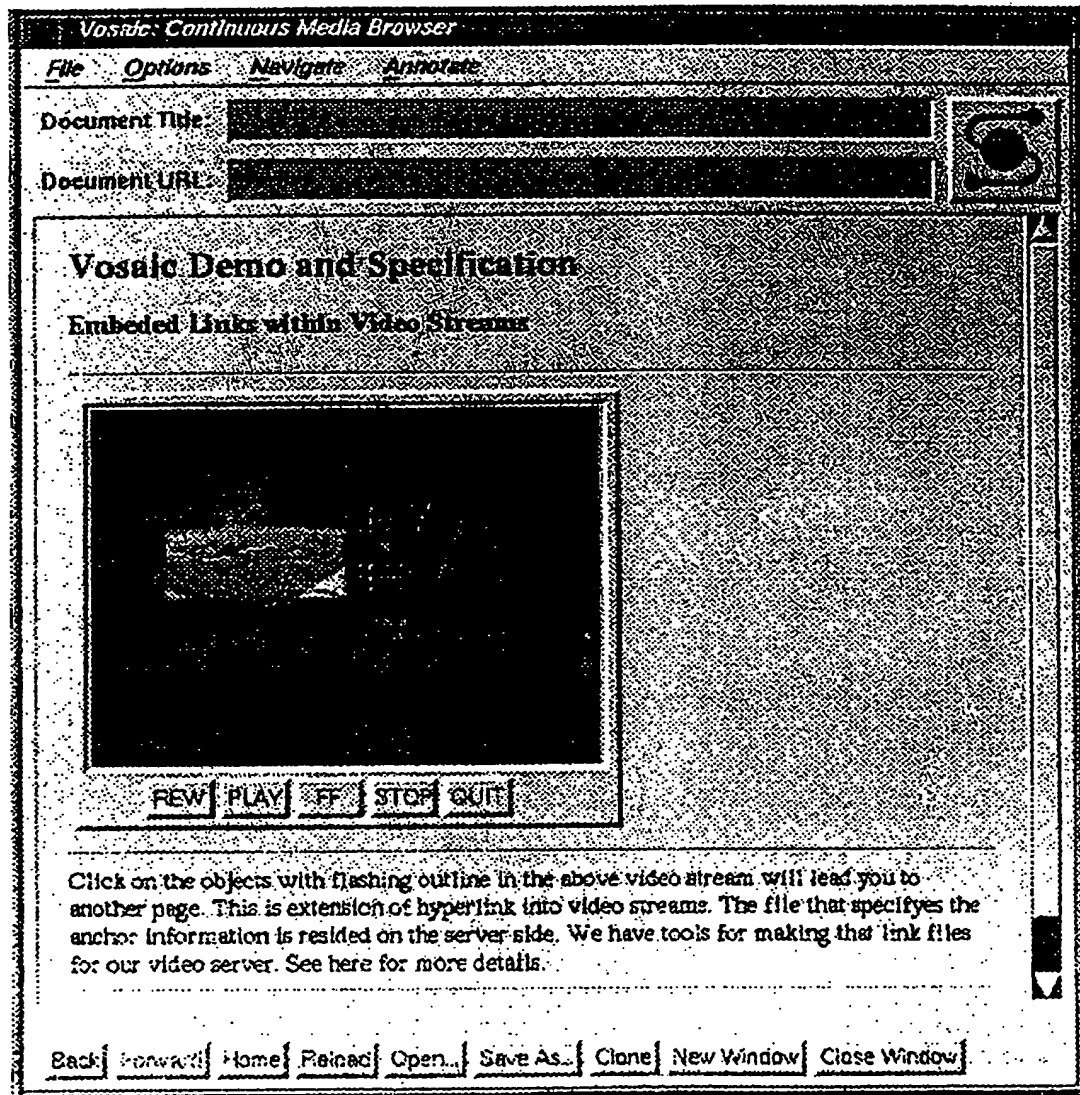 Vosaic: Continuous Media Browser
File Options Navigate Annotate
Document Title:
Document URL:
Vosaic Demo and Specification
Embeded Links within Video Streams
REW PLAY FF STOP QUIT
Click on the objects with flashing outline in the above video stream will lead you to
another page. This is extension of hyperlink into video streams. The file that specifyes the
anchor information is resided on the server side. We have tools for making that link files
for our video server. See here for more details.
Back Forward Home Reload Open... Save As... Clone New Window Close Window